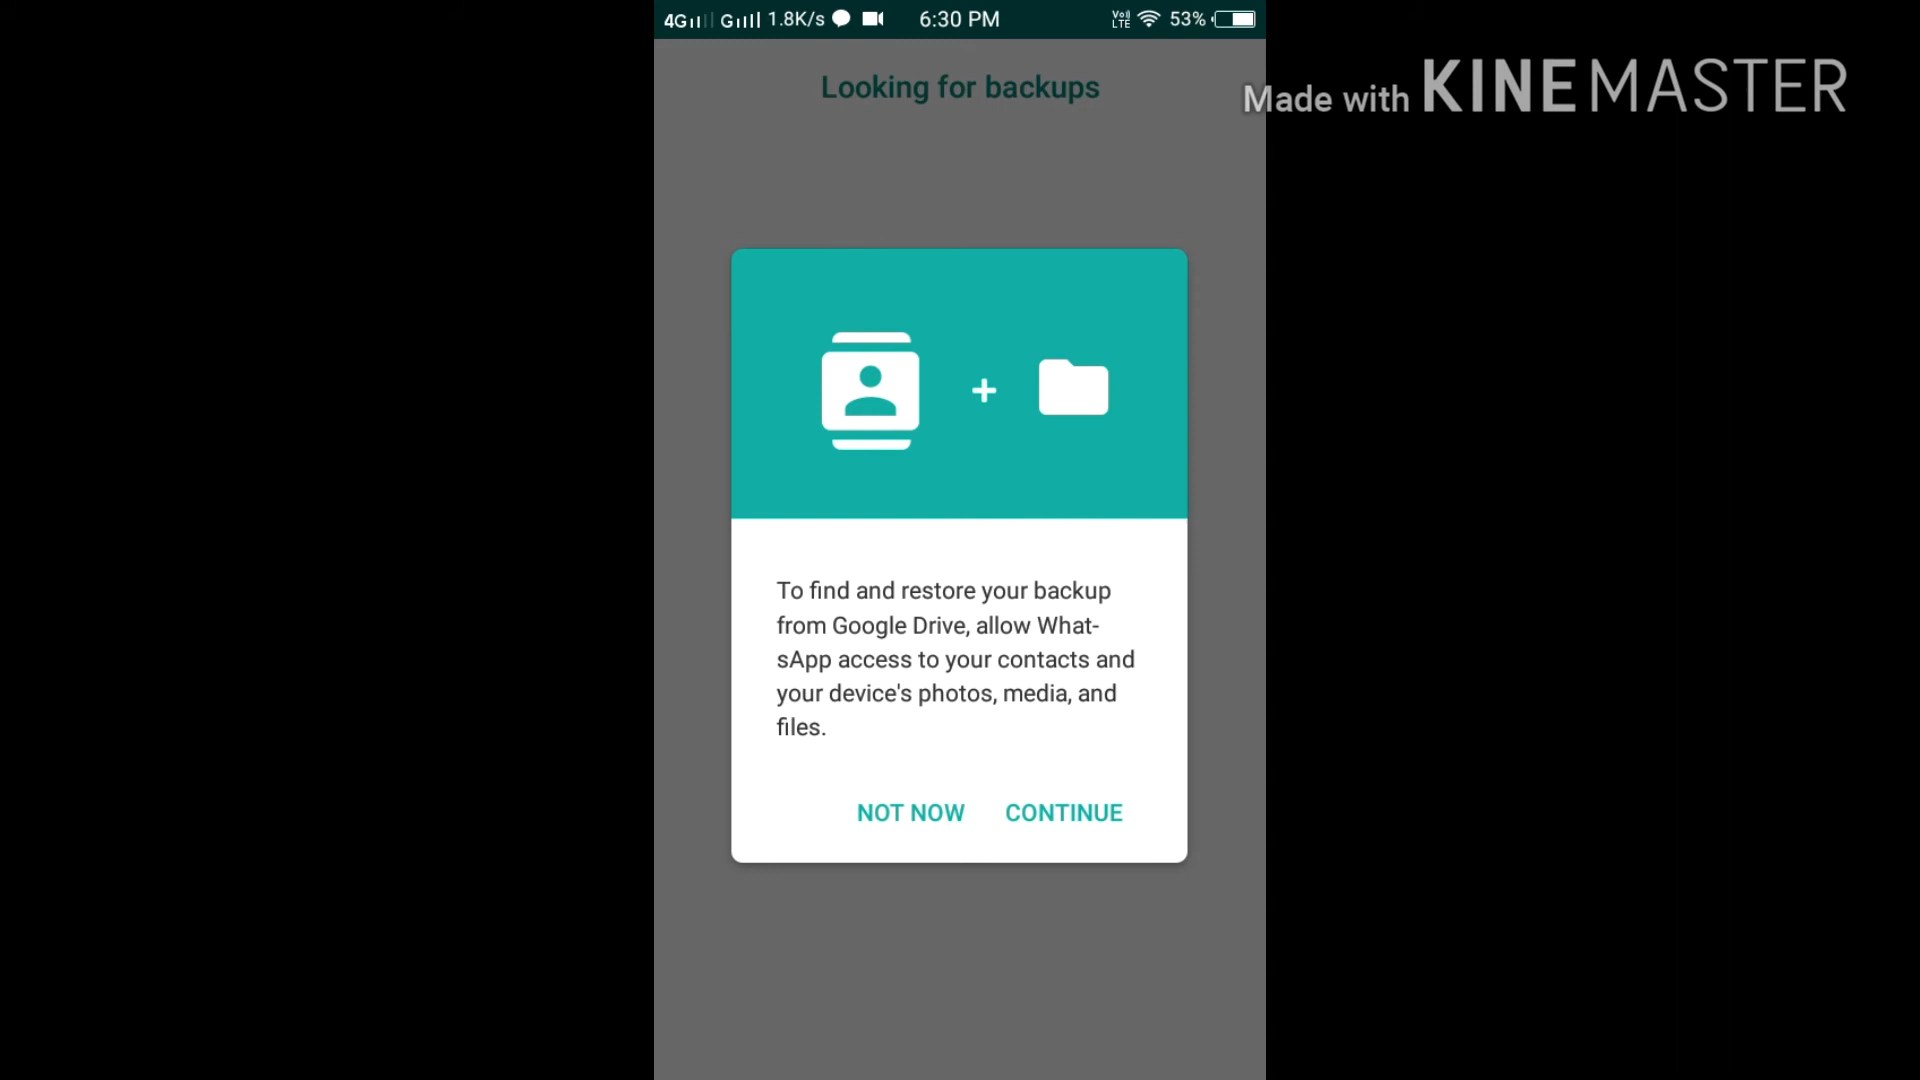 4G G 1.8K/s 6:30 PM Vo) LTE 53%
Looking for backups
Made with KINEMASTER
To find and restore your backup
from Google Drive, allow What-
sApp access to your contacts and
your device's photos, media, and
files.
NOT NOW CONTINUE